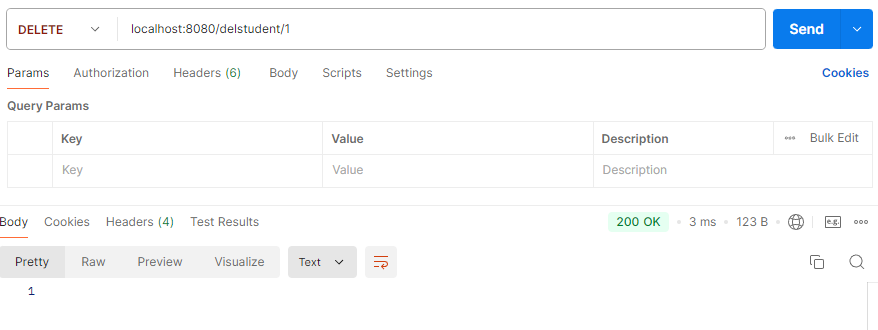 DELETE localhost:8080/delstudent/1 Send
Params Authorization Headers (6) Body Scripts Settings Cookies
Query Params
Key Value Description Bulk Edit
Key Value Description
Body Cookies Headers (4) Test Results 200 OK 3 ms 123 B e.g.
Pretty Raw Preview Visualize Text
1